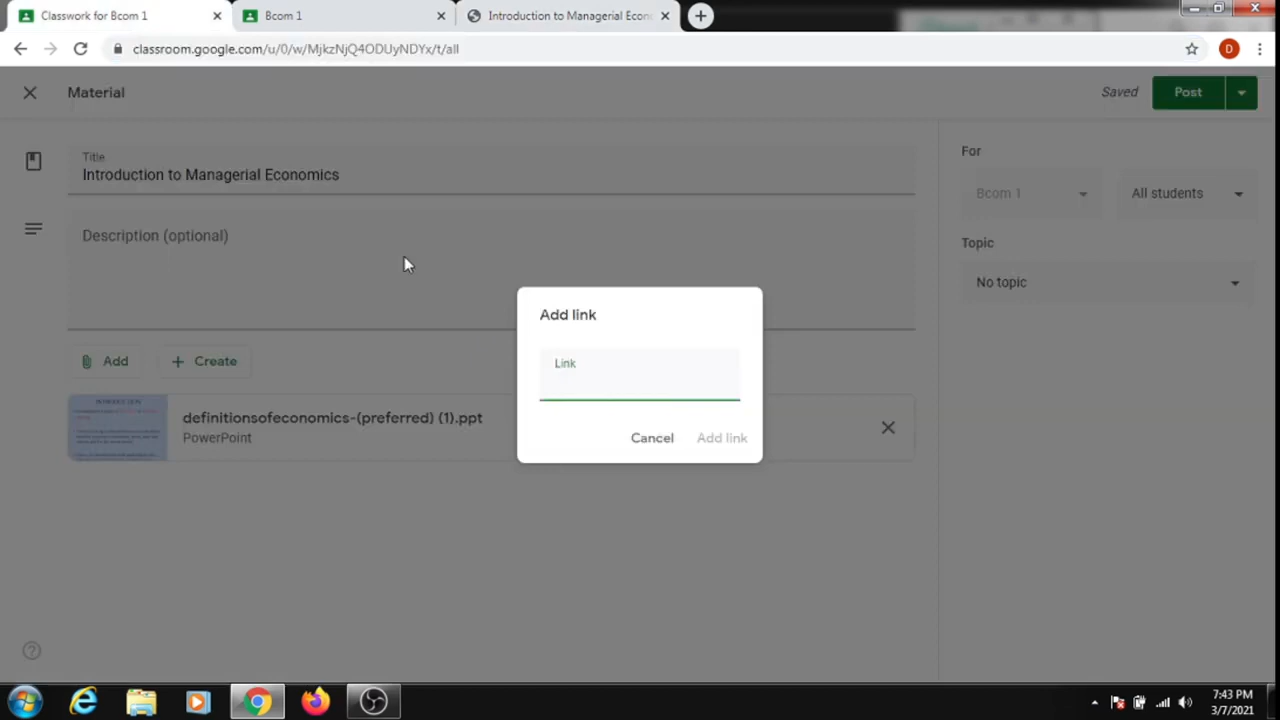 Classwork for Bcom 1
Bcom 1
Introduction to Managerial Econ
classroom.google.com/u/0/w/MjkzNjQ4ODUyNDYx/t/all
D
Material
Saved
Post
Title
Introduction to Managerial Economics
Description (optional)
Add
Create
definitionsofeconomics-(preferred) (1).ppt
PowerPoint
For
Bcom 1
All students
Topic
No topic
Add link
Link
Cancel
Add link
7:43 PM
3/7/2021